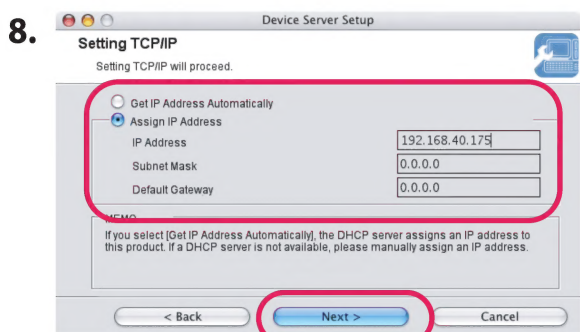 8.
Device Server Setup
Setting TCP/IP
Setting TCP/IP will proceed.
Get IP Address Automatically
Assign IP Address
IP Address 192.168.40.175
Subnet Mask 0.0.0.0
Default Gateway 0.0.0.0
MEMO
If you select [Get IP Address Automatically], the DHCP server assigns an IP address to
this product. If a DHCP server is not available, please manually assign an IP address.
< Back Next > Cancel